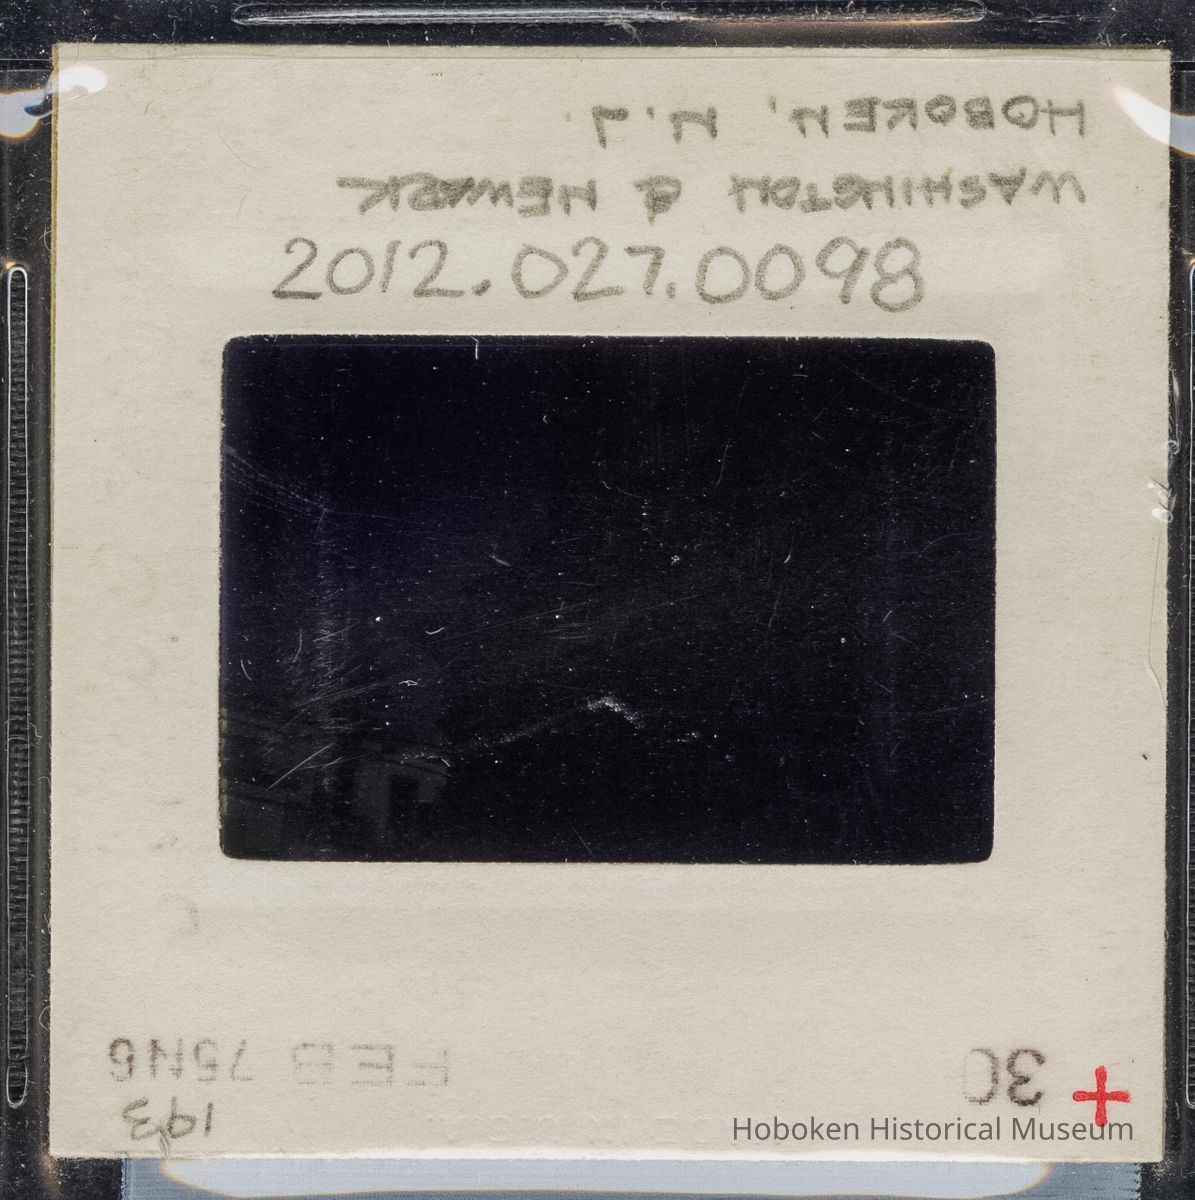 HOBOKEN, N.J.
WASHINGTON & NEWARK
2012.027.0098
FEB 75N6
30
+
193
Hoboken Historical Museum